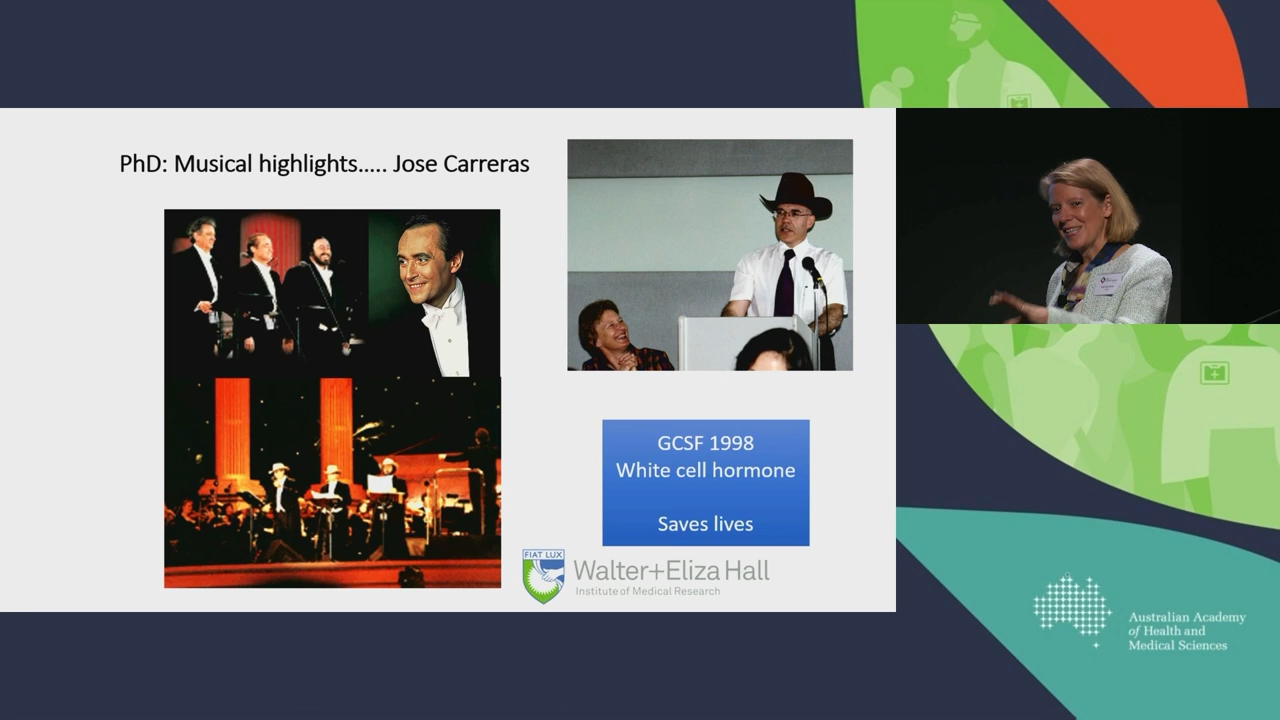 PhD: Musical highlights..... Jose Carreras
GCSF 1998
White cell hormone
Saves lives
FIAT LUX
Walter+Eliza Hall
Institute of Medical Research
Australian Academy
of Health and
Medical Sciences